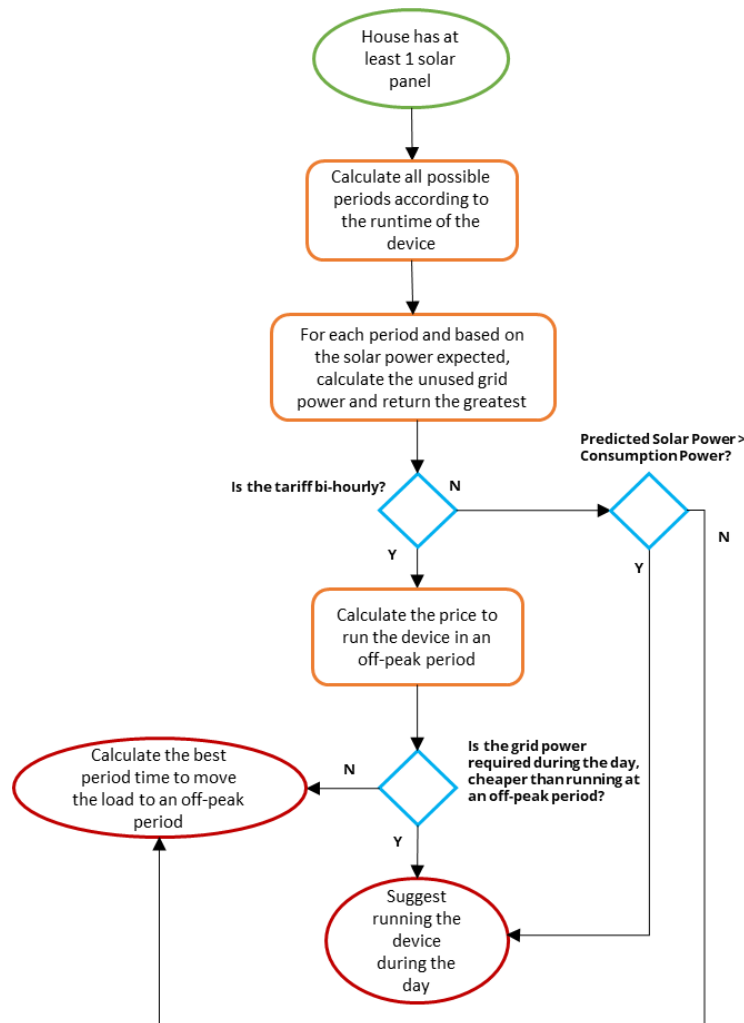 House has at
least 1 solar
panel
Calculate all possible
periods according to
the runtime of the
device
For each period and based on
the solar power expected,
calculate the unused grid
power and return the greatest
Predicted Solar Power >
Consumption Power?
Is the tariff bi-hourly?
N
N
Y
Y
Calculate the price to
run the device in an
off-peak period
Calculate the best
period time to move
the load to an off-peak
period
N
Is the grid power
required during the day,
cheaper than running at
an off-peak period?
Y
Suggest
running the
device
during the
day